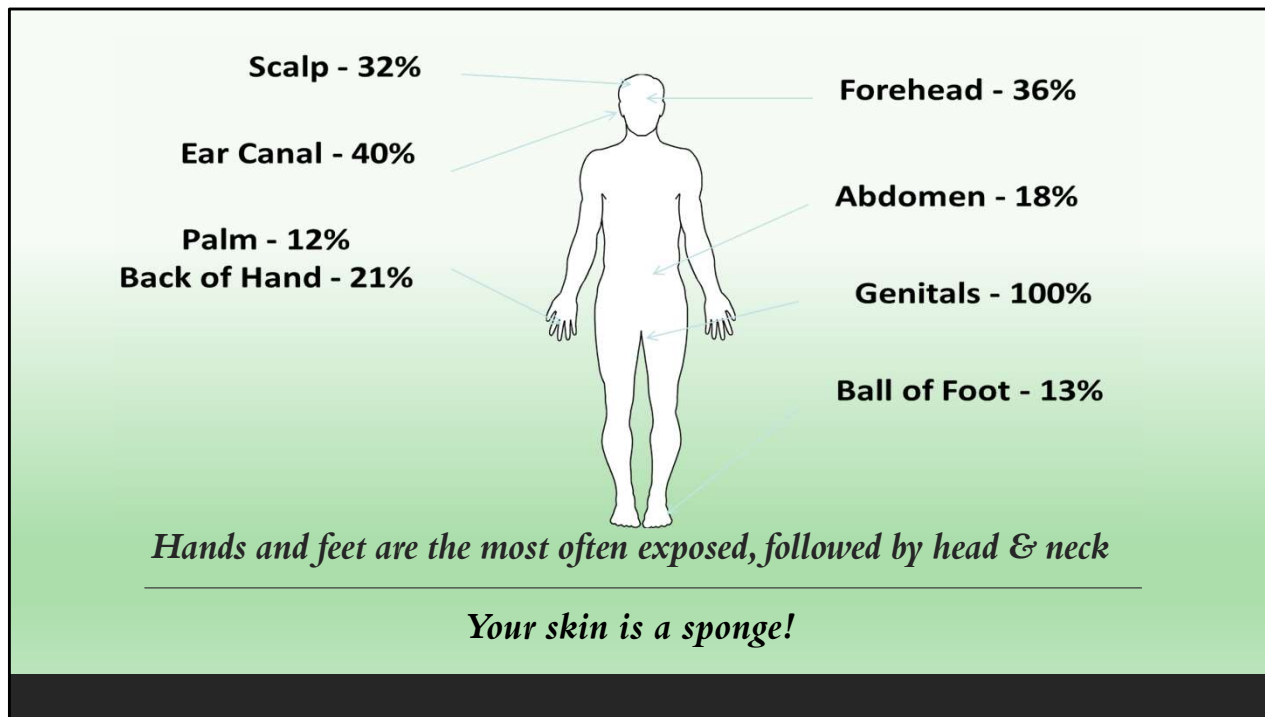 Scalp - 32%
Forehead - 36%
Ear Canal - 40%
Abdomen - 18%
Palm - 12%
Back of Hand - 21%
Genitals - 100%
Ball of Foot - 13%
Hands and feet are the most often exposed, followed by head & neck
Your skin is a sponge!